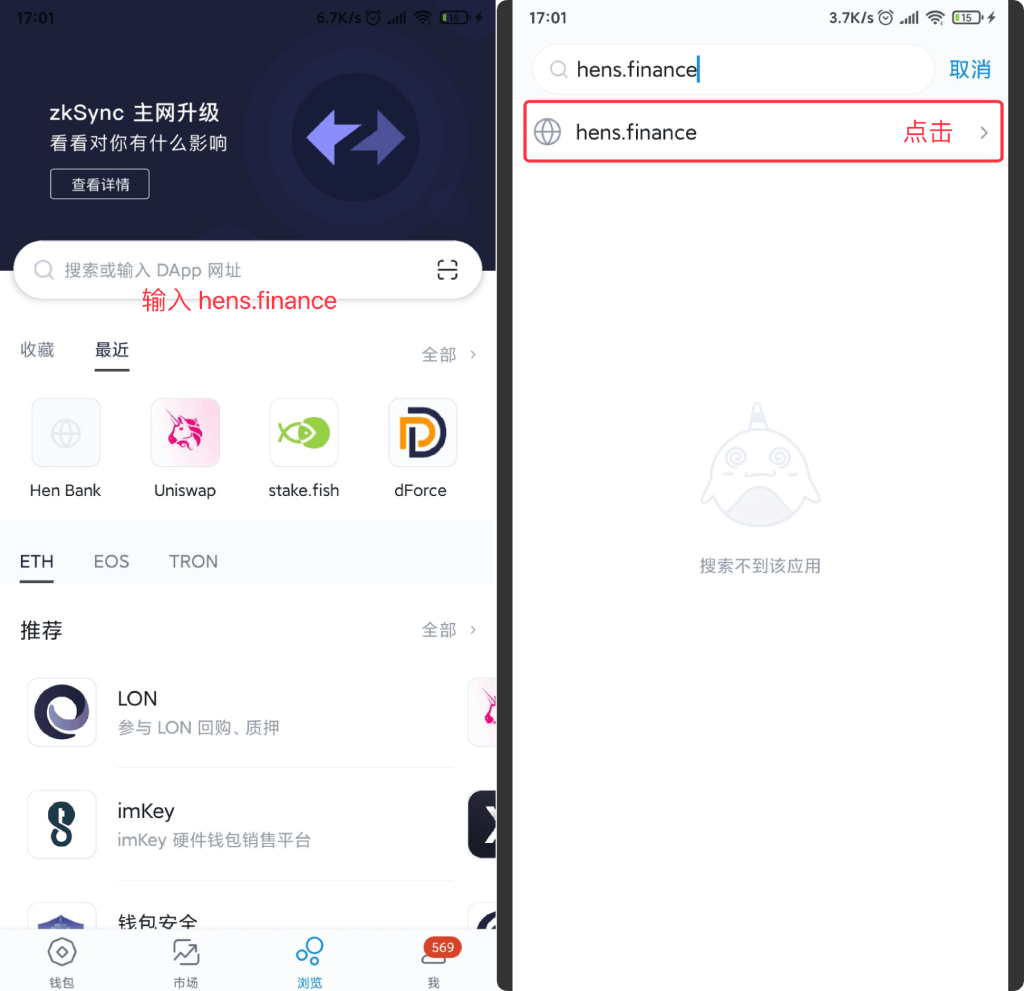 17:01
6.7K/s
15
zkSync 主网升级
看看对你有什么影响
查看详情
搜索或输入 DApp 网址
输入 hens.finance
收藏
最近
全部
Hen Bank
Uniswap
stake.fish
dForce
ETH
EOS
TRON
推荐
全部
LON
参与 LON 回购、质押
imKey
imKey 硬件钱包销售平台
钱包安全
钱包
市场
浏览
569
我
17:01
3.7K/s
15
hens.finance
取消
hens.finance
点击
搜索不到该应用